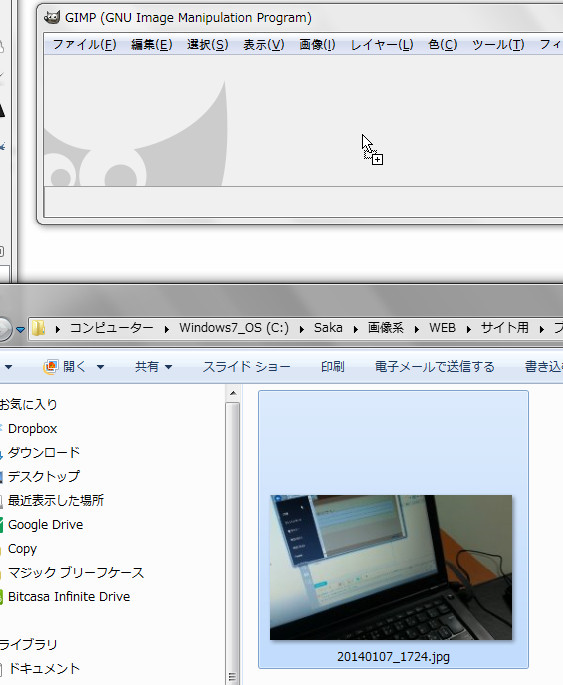 GIMP (GNU Image Manipulation Program)
ファイル(F) 編集(E) 選択(S) 表示(V) 画像(I) レイヤー(L) 色(C) ツール(T) フィ
コンピューター Windows7_OS (C:) Saka 画像系 WEB サイト用
開く 共有 スライド ショー 印刷 電子メールで送信する 書き込
お気に入り
Dropbox
ダウンロード
デスクトップ
最近表示した場所
Google Drive
Copy
マジック ブリーフケース
Bitcasa Infinite Drive
ライブラリ
ドキュメント
20140107_1724.jpg